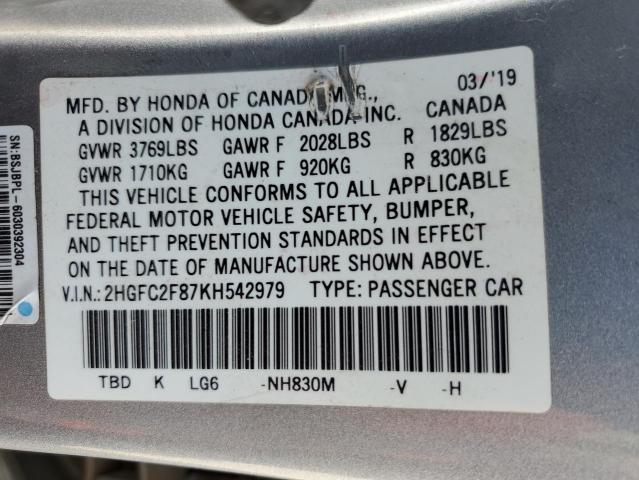 MFD. BY HONDA OF CANADA MFG., 03/'19
A DIVISION OF HONDA CANADA INC. CANADA
GVWR 3769LBS GAWR F 2028LBS R 1829LBS
GVWR 1710KG GAWR F 920KG R 830KG
THIS VEHICLE CONFORMS TO ALL APPLICABLE
FEDERAL MOTOR VEHICLE SAFETY, BUMPER,
AND THEFT PREVENTION STANDARDS IN EFFECT
ON THE DATE OF MANUFACTURE SHOWN ABOVE.
V.I.N.: 2HGFC2F87KH542979 TYPE: PASSENGER CAR
TBD K LG6 -NH830M -V -H
SN:BSJBPL-6030392304